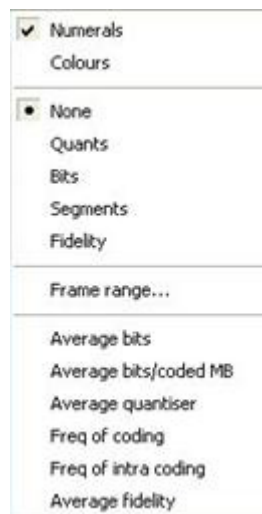 Numerals
Colours
None
Quants
Bits
Segments
Fidelity
Frame range...
Average bits
Average bits/coded MB
Average quantiser
Freq of coding
Freq of intra coding
Average fidelity